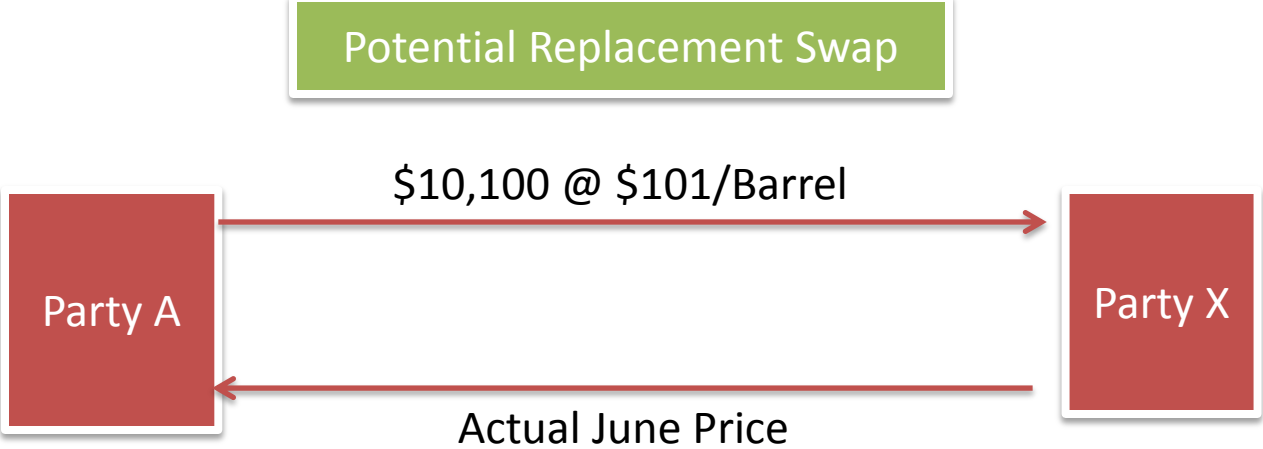 Potential Replacement Swap
$10,100 @ $101/Barrel
Party A
Party X
Actual June Price